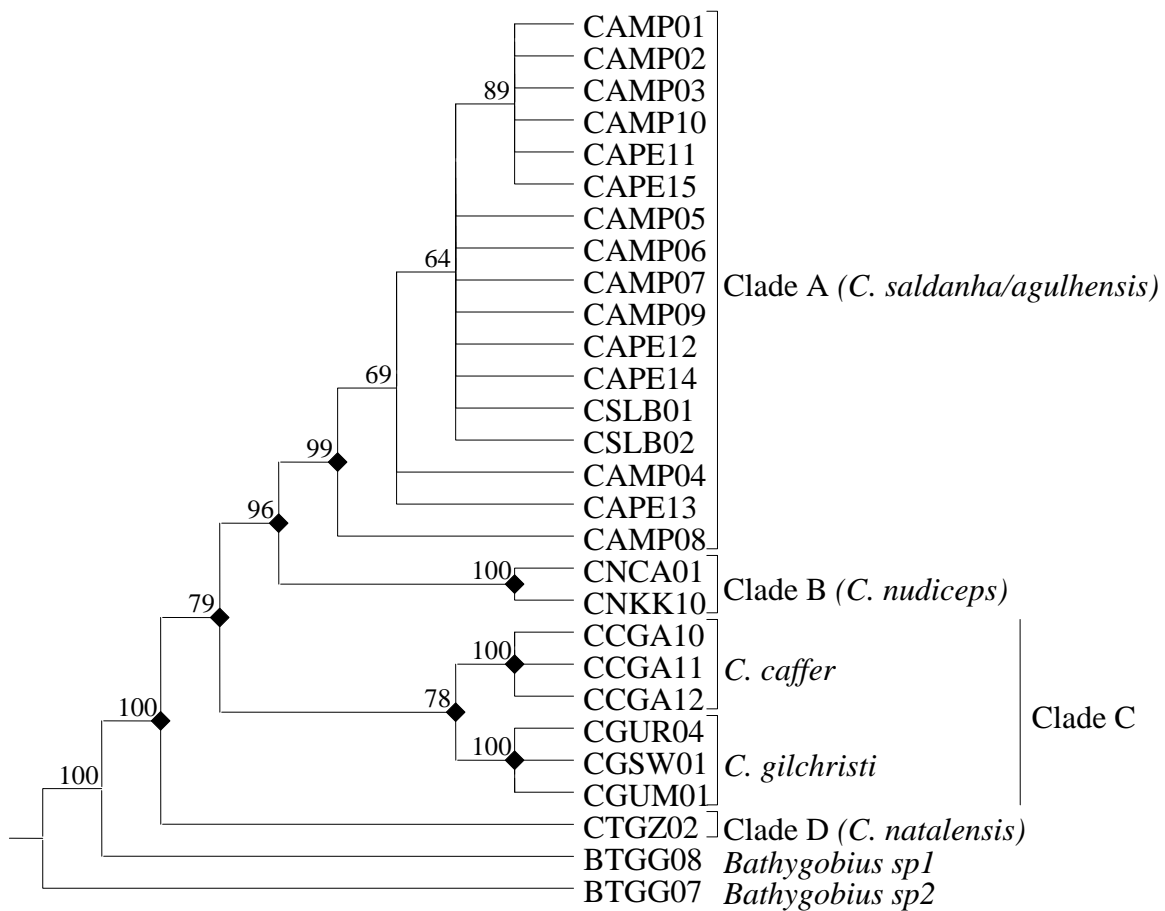 CAMP01
CAMP02
89
CAMP03
CAMP10
CAPE11
CAPE15
CAMP05
CAMP06
64
CAMP07
Clade A (C. saldanha/agulhensis)
CAMP09
CAPE12
69
CAPE14
CSLB01
CSLB02
99
CAMP04
CAPE13
96
CAMP08
100
CNCA01
Clade B (C. nudiceps)
CNKK10
79
CCGA10
100
CCGA11
C. caffer
CCGA12
78
Clade C
100
CGUR04
100
CGSW01
C. gilchristi
CGUM01
100
CTGZ02
Clade D (C. natalensis)
BTGG08 Bathygobius sp1
BTGG07 Bathygobius sp2